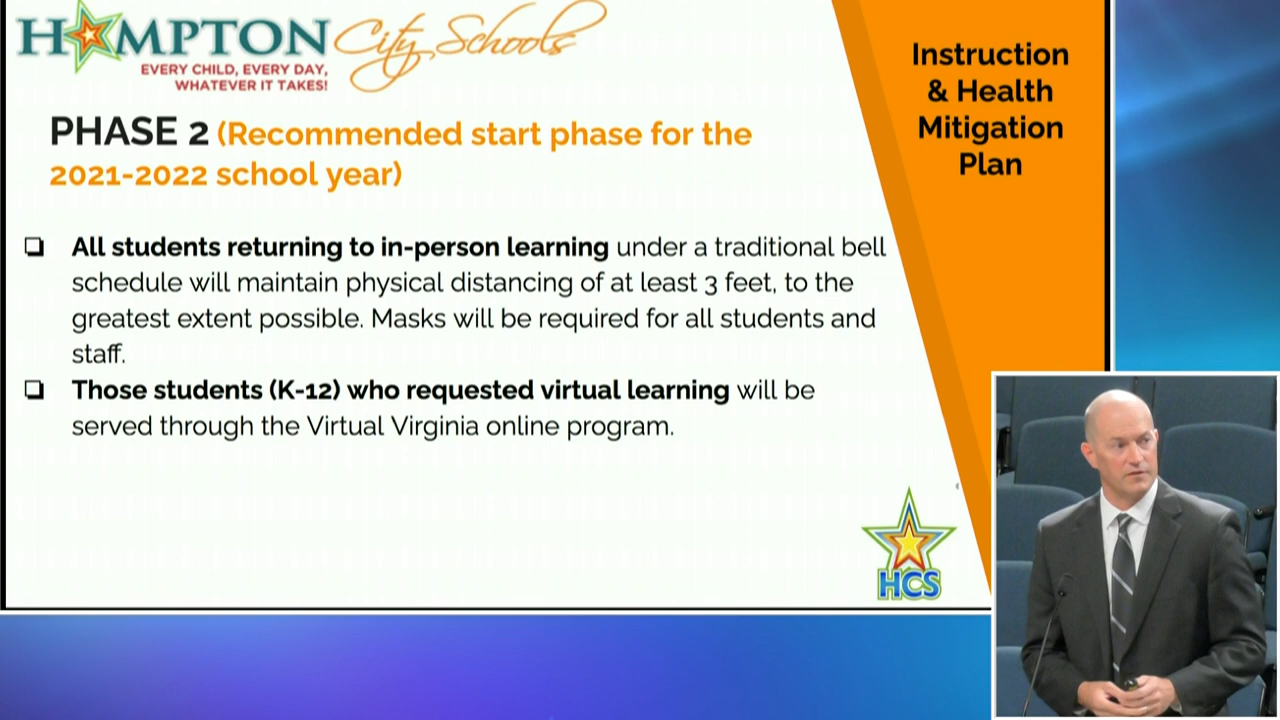 HAMPTON City Schools
EVERY CHILD, EVERY DAY,
WHATEVER IT TAKES!
PHASE 2 (Recommended start phase for the
2021-2022 school year)
❏ All students returning to in-person learning under a traditional bell
schedule will maintain physical distancing of at least 3 feet, to the
greatest extent possible. Masks will be required for all students and
staff.
❏ Those students (K-12) who requested virtual learning will be
served through the Virtual Virginia online program.
Instruction
& Health
Mitigation
Plan
HCS